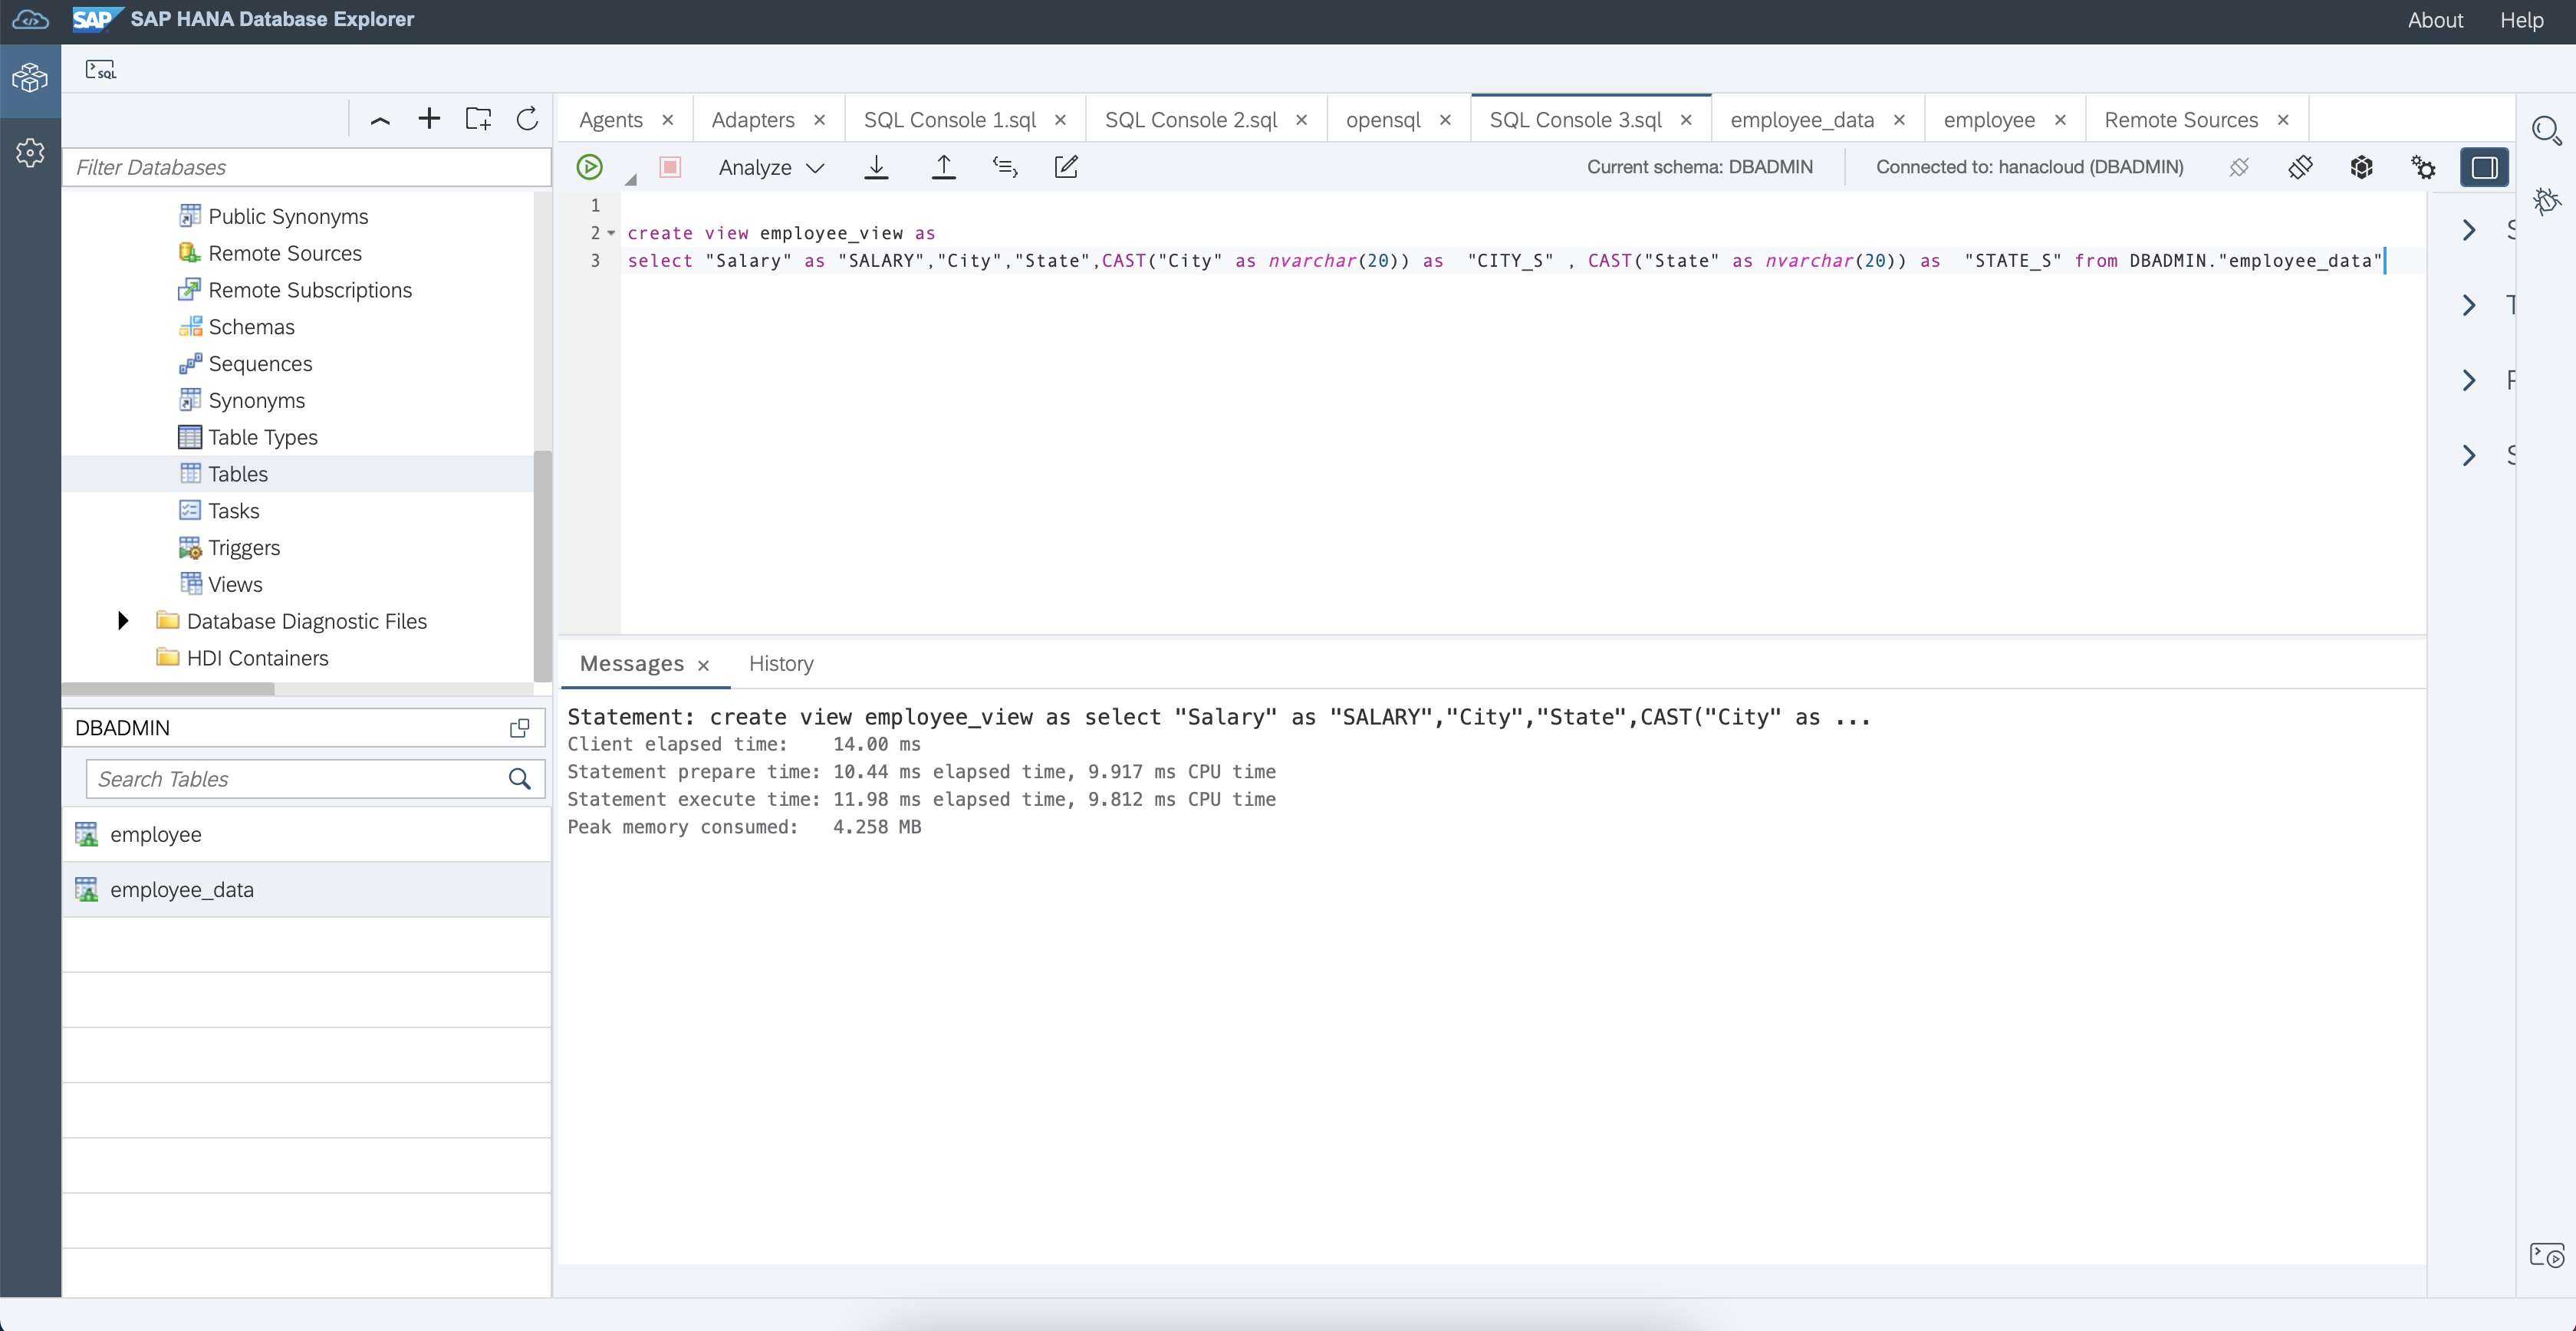 SAP SAP HANA Database Explorer
About Help
SQL
Agents Adapters SQL Console 1.sql SQL Console 2.sql opensql SQL Console 3.sql employee_data employee Remote Sources
Filter Databases
Analyze
Current schema: DBADMIN
Connected to: hanacloud (DBADMIN)
Public Synonyms
Remote Sources
Remote Subscriptions
Schemas
Sequences
Synonyms
Table Types
Tables
Tasks
Triggers
Views
Database Diagnostic Files
HDI Containers
DBADMIN
Search Tables
employee
employee_data
1
2 create view employee_view as
3 select "Salary" as "SALARY","City","State",CAST("City" as nvarchar(20)) as  "CITY_S" , CAST("State" as nvarchar(20)) as  "STATE_S" from DBADMIN."employee_data"
Messages History
Statement: create view employee_view as select "Salary" as "SALARY","City","State",CAST("City" as ...
Client elapsed time:    14.00 ms
Statement prepare time: 10.44 ms elapsed time, 9.917 ms CPU time
Statement execute time: 11.98 ms elapsed time, 9.812 ms CPU time
Peak memory consumed:   4.258 MB